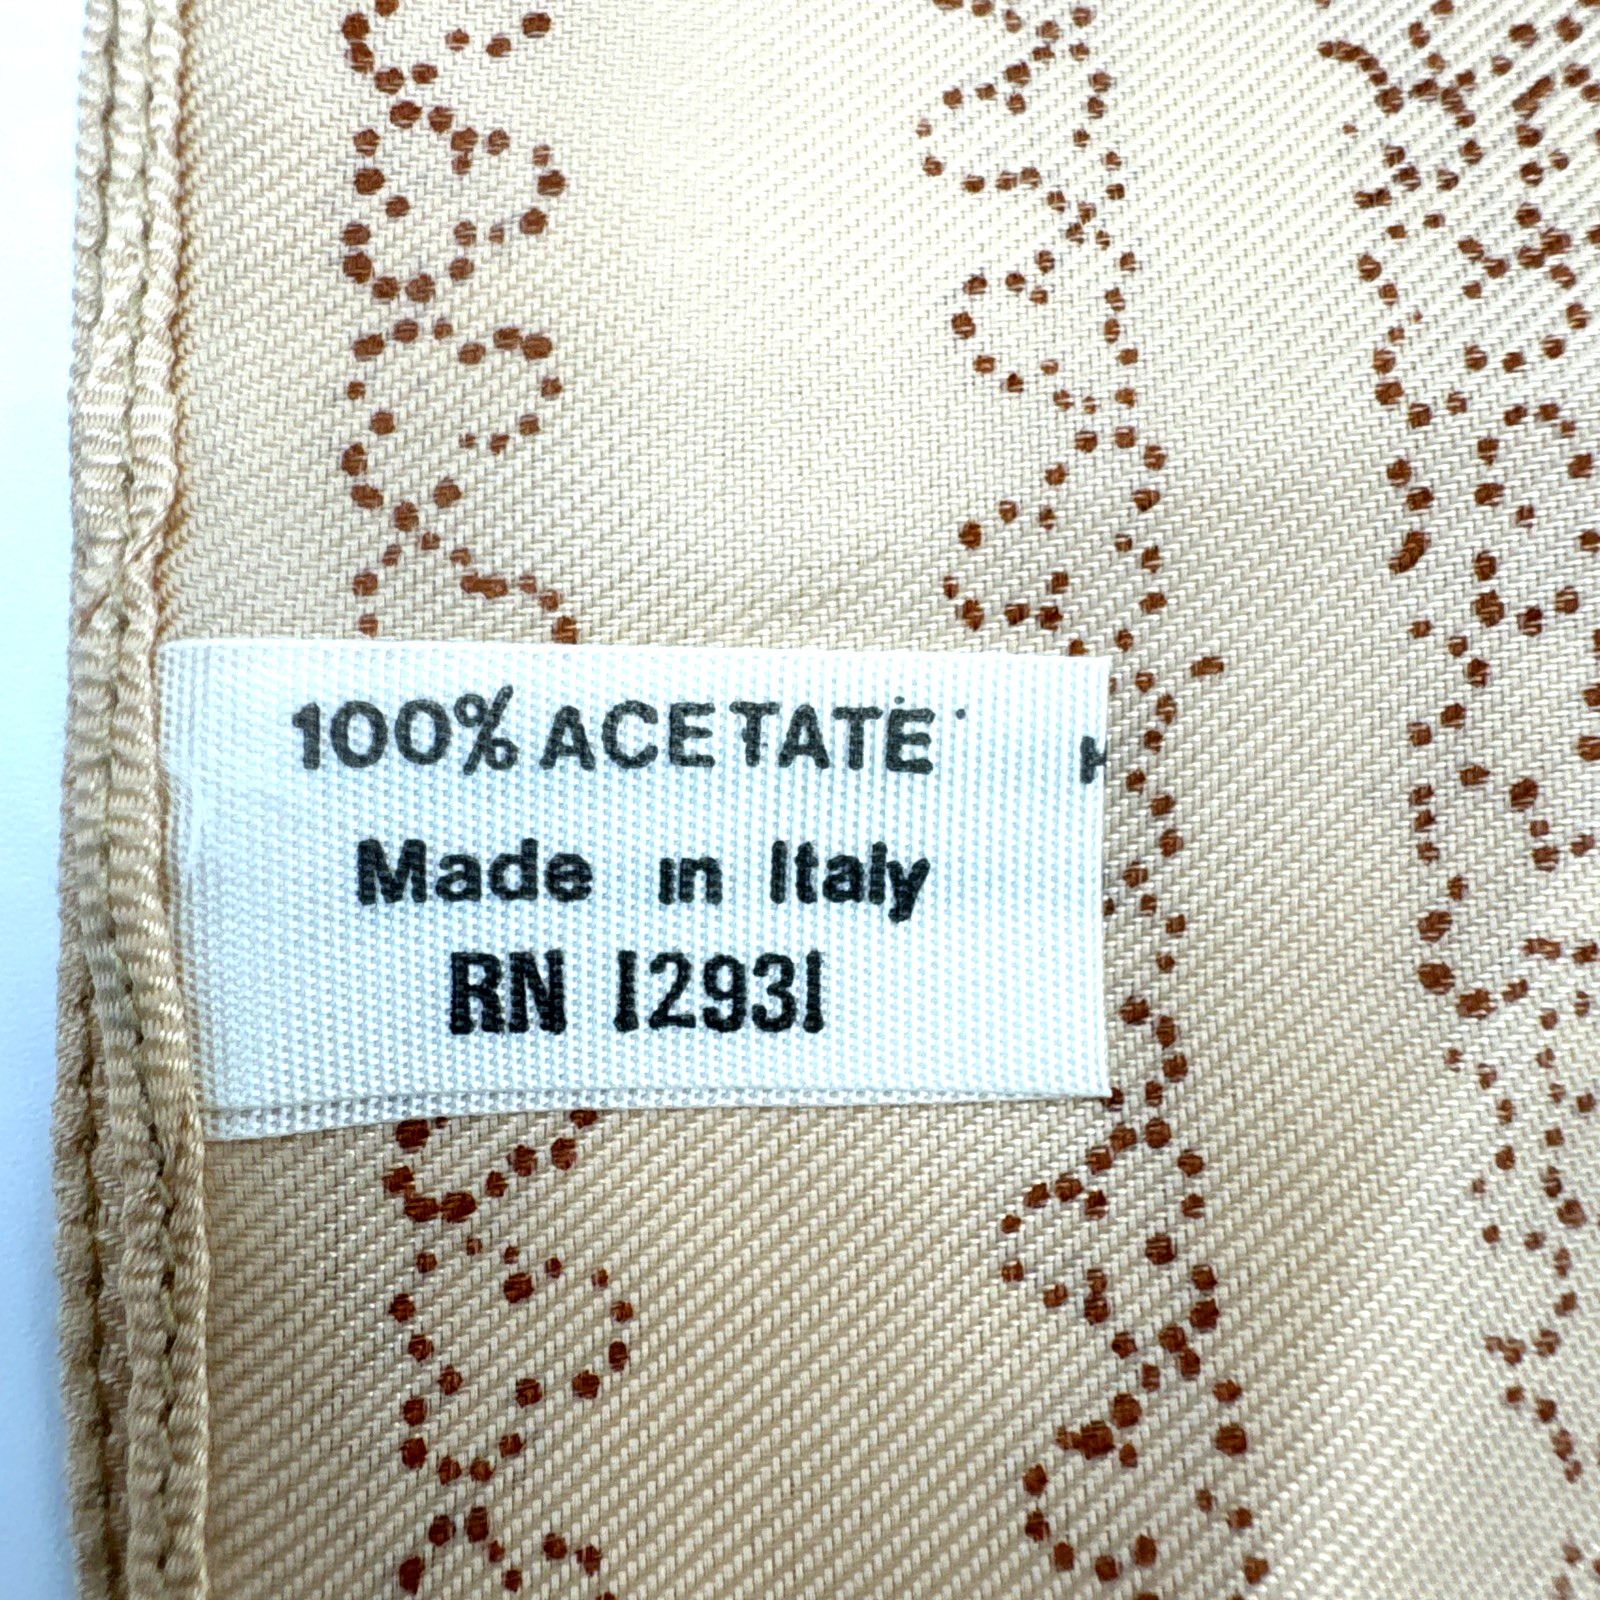 100% ACETATE
Made in Italy
RN 12931